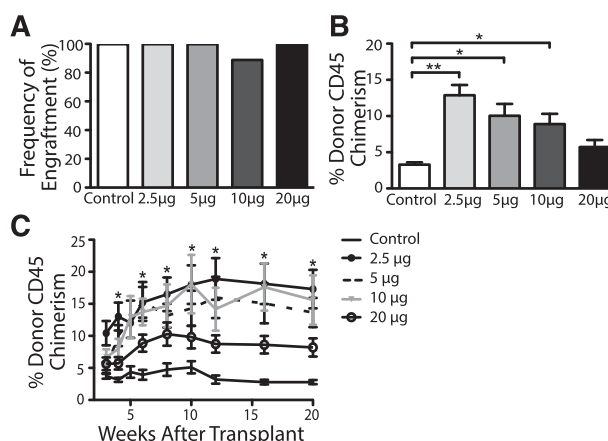 A
Frequency of
Engraftment (%)
100
80
60
40
20
0
Control 2.5µg 5µg 10µg 20µg
B
% Donor CD45
Chimerism
20
15
10
5
0
*
*
**
Control 2.5µg 5µg 10µg 20µg
C
% Donor CD45
Chimerism
25
20
15
10
5
0
* * * * * * *
5 10 15 20
Weeks After Transplant
Control
2.5 µg
5 µg
10 µg
20 µg